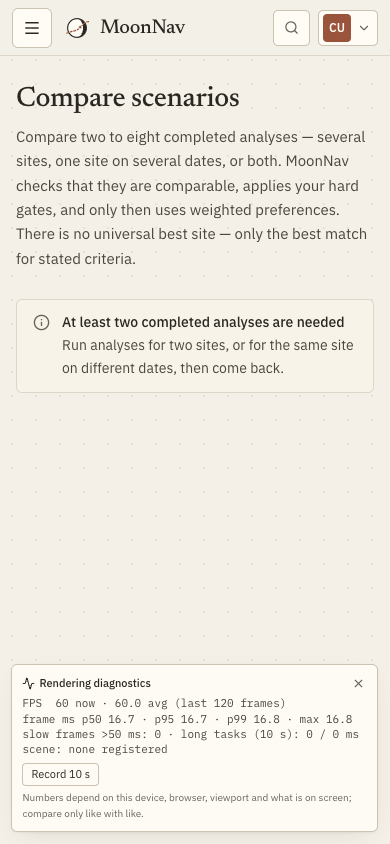 MoonNav
CU
Compare scenarios
Compare two to eight completed analyses — several
sites, one site on several dates, or both. MoonNav
checks that they are comparable, applies your hard
gates, and only then uses weighted preferences.
There is no universal best site — only the best match
for stated criteria.
At least two completed analyses are needed
Run analyses for two sites, or for the same site
on different dates, then come back.
Rendering diagnostics
FPS 60 now · 60.0 avg (last 120 frames)
frame ms p50 16.7 · p95 16.7 · p99 16.8 · max 16.8
slow frames >50 ms: 0 · long tasks (10 s): 0 / 0 ms
scene: none registered
Record 10 s
Numbers depend on this device, browser, viewport and what is on screen;
compare only like with like.